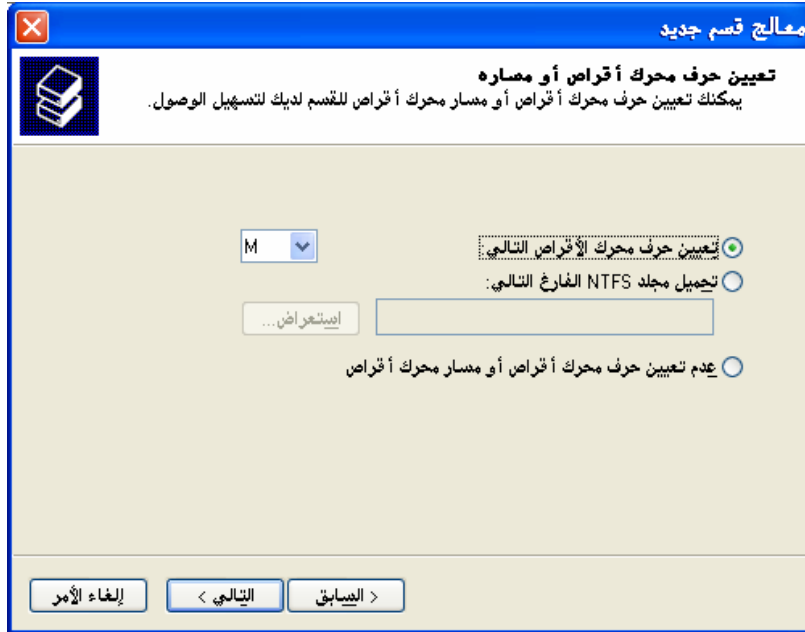 معالج قسم جديد
تعيين حرف محرك أقراص أو مساره
يمكنك تعيين حرف محرك أقراص أو مسار محرك أقراص للقسم لديك لتسهيل الوصول.
تعيين حرف محرك الأقراص التالي:
M
تحميل مجلد NTFS الفارغ التالي:
استعراض...
عدم تعيين حرف محرك أقراص أو مسار محرك أقراص
< السابق
التالي >
إلغاء الأمر